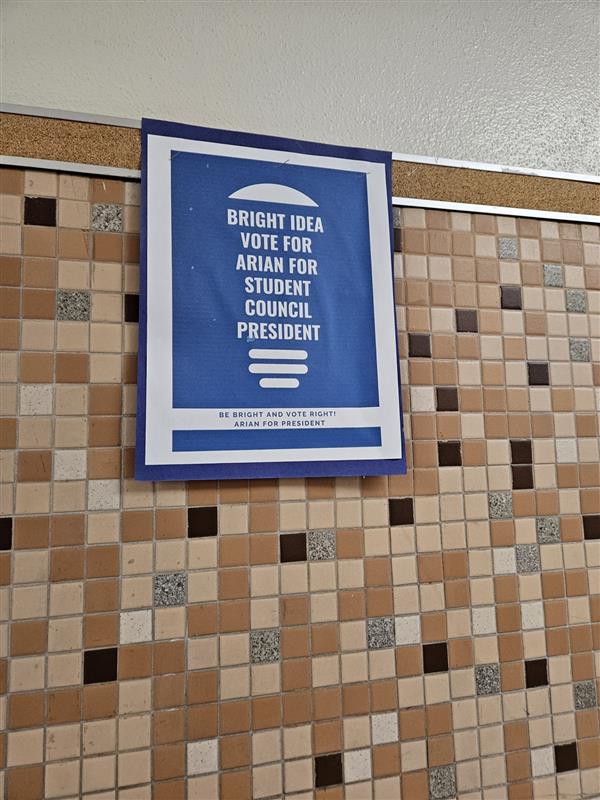 BRIGHT IDEA
VOTE FOR
ARIAN FOR
STUDENT
COUNCIL
PRESIDENT
BE BRIGHT AND VOTE RIGHT!
ARIAN FOR PRESIDENT